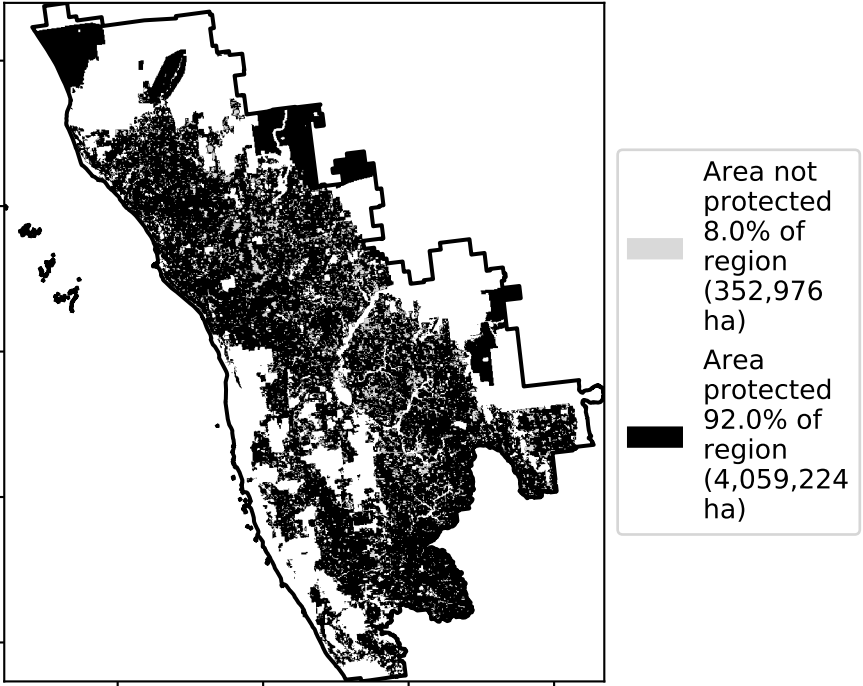 Area not
protected
8.0% of
region
(352,976
ha)
Area
protected
92.0% of
region
(4,059,224
ha)